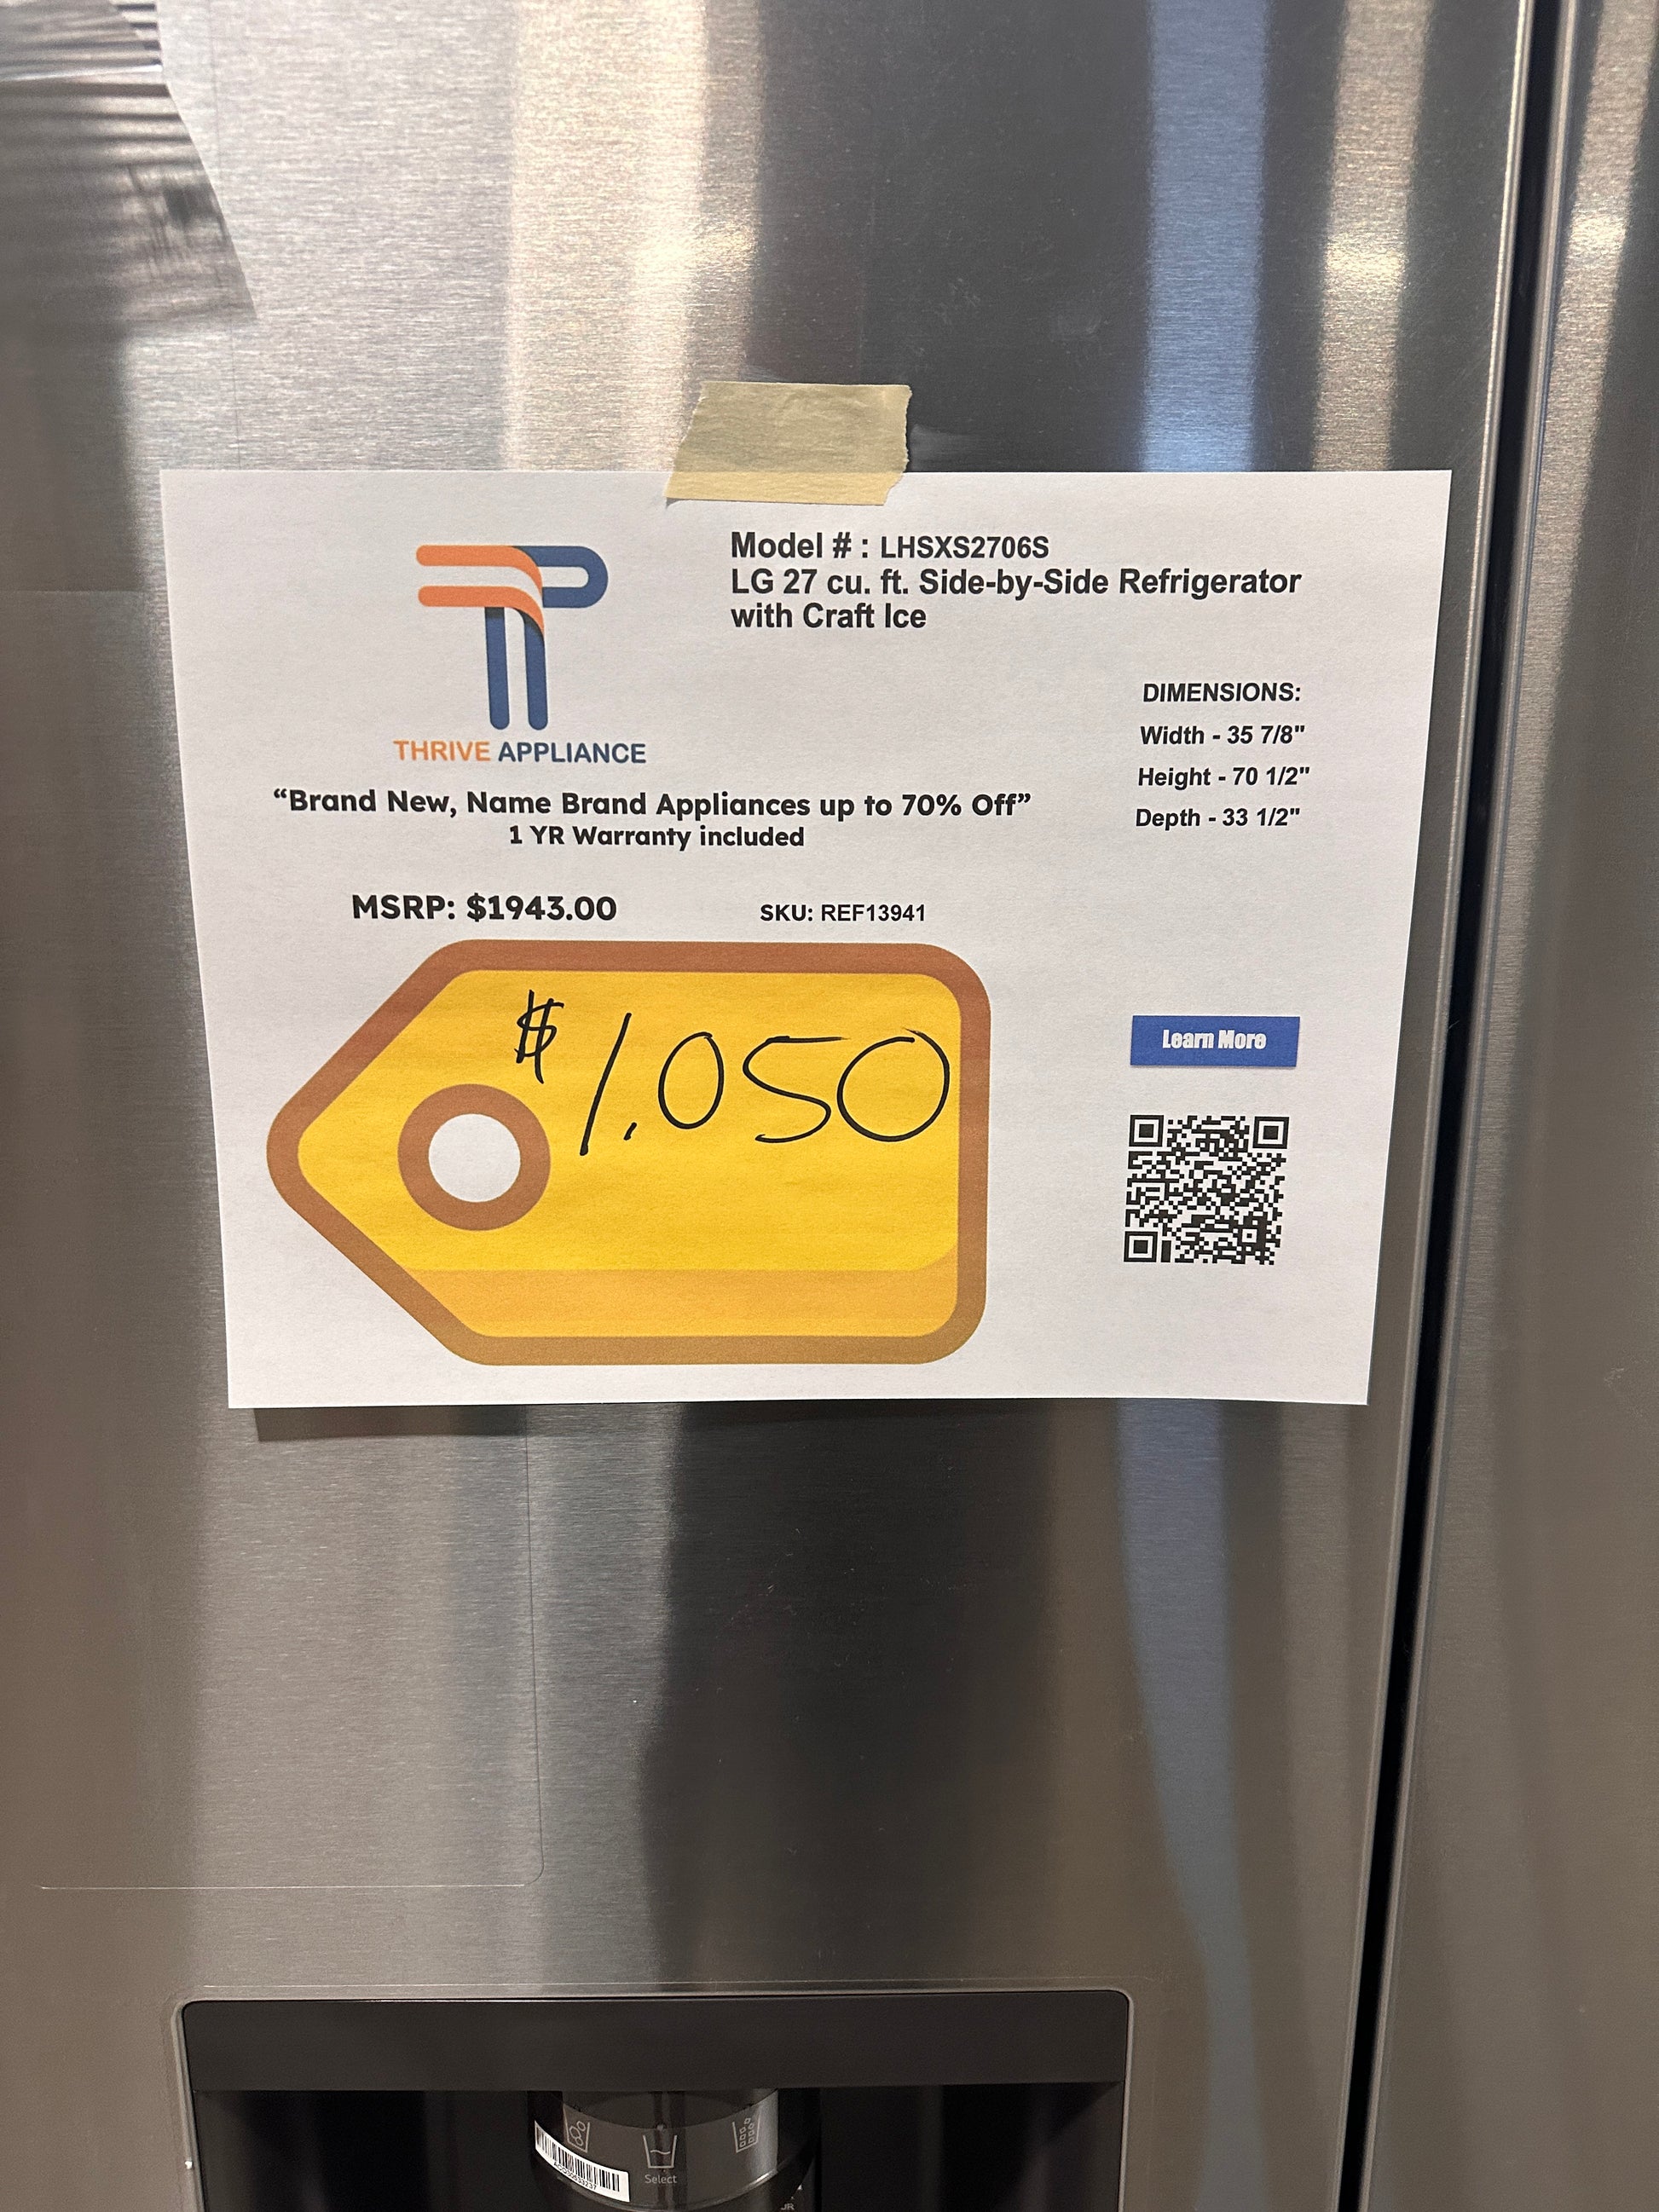 Model # : LHSXS2706S
LG 27 cu. ft. Side-by-Side Refrigerator
with Craft Ice
THRIVE APPLIANCE
DIMENSIONS:
Width - 35 7/8"
Height - 70 1/2"
Depth - 33 1/2"
“Brand New, Name Brand Appliances up to 70% Off”
1 YR Warranty included
MSRP: $1943.00
SKU: REF13941
$1,050
Learn More
Select